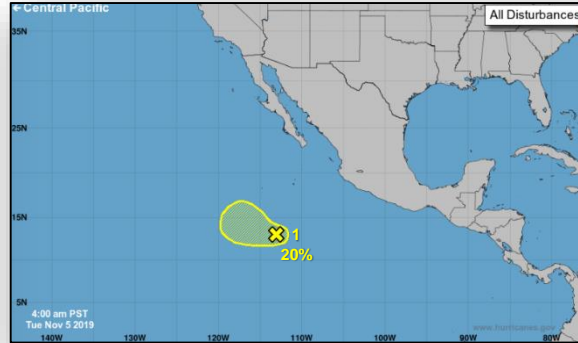 ← Central Pacific
All Disturbances
35N
25N
15N
5N
1
20%
4:00 am PST
Tue Nov 5 2019
www.hurricanes.gov
140W 130W 120W 110W 100W 90W 80W